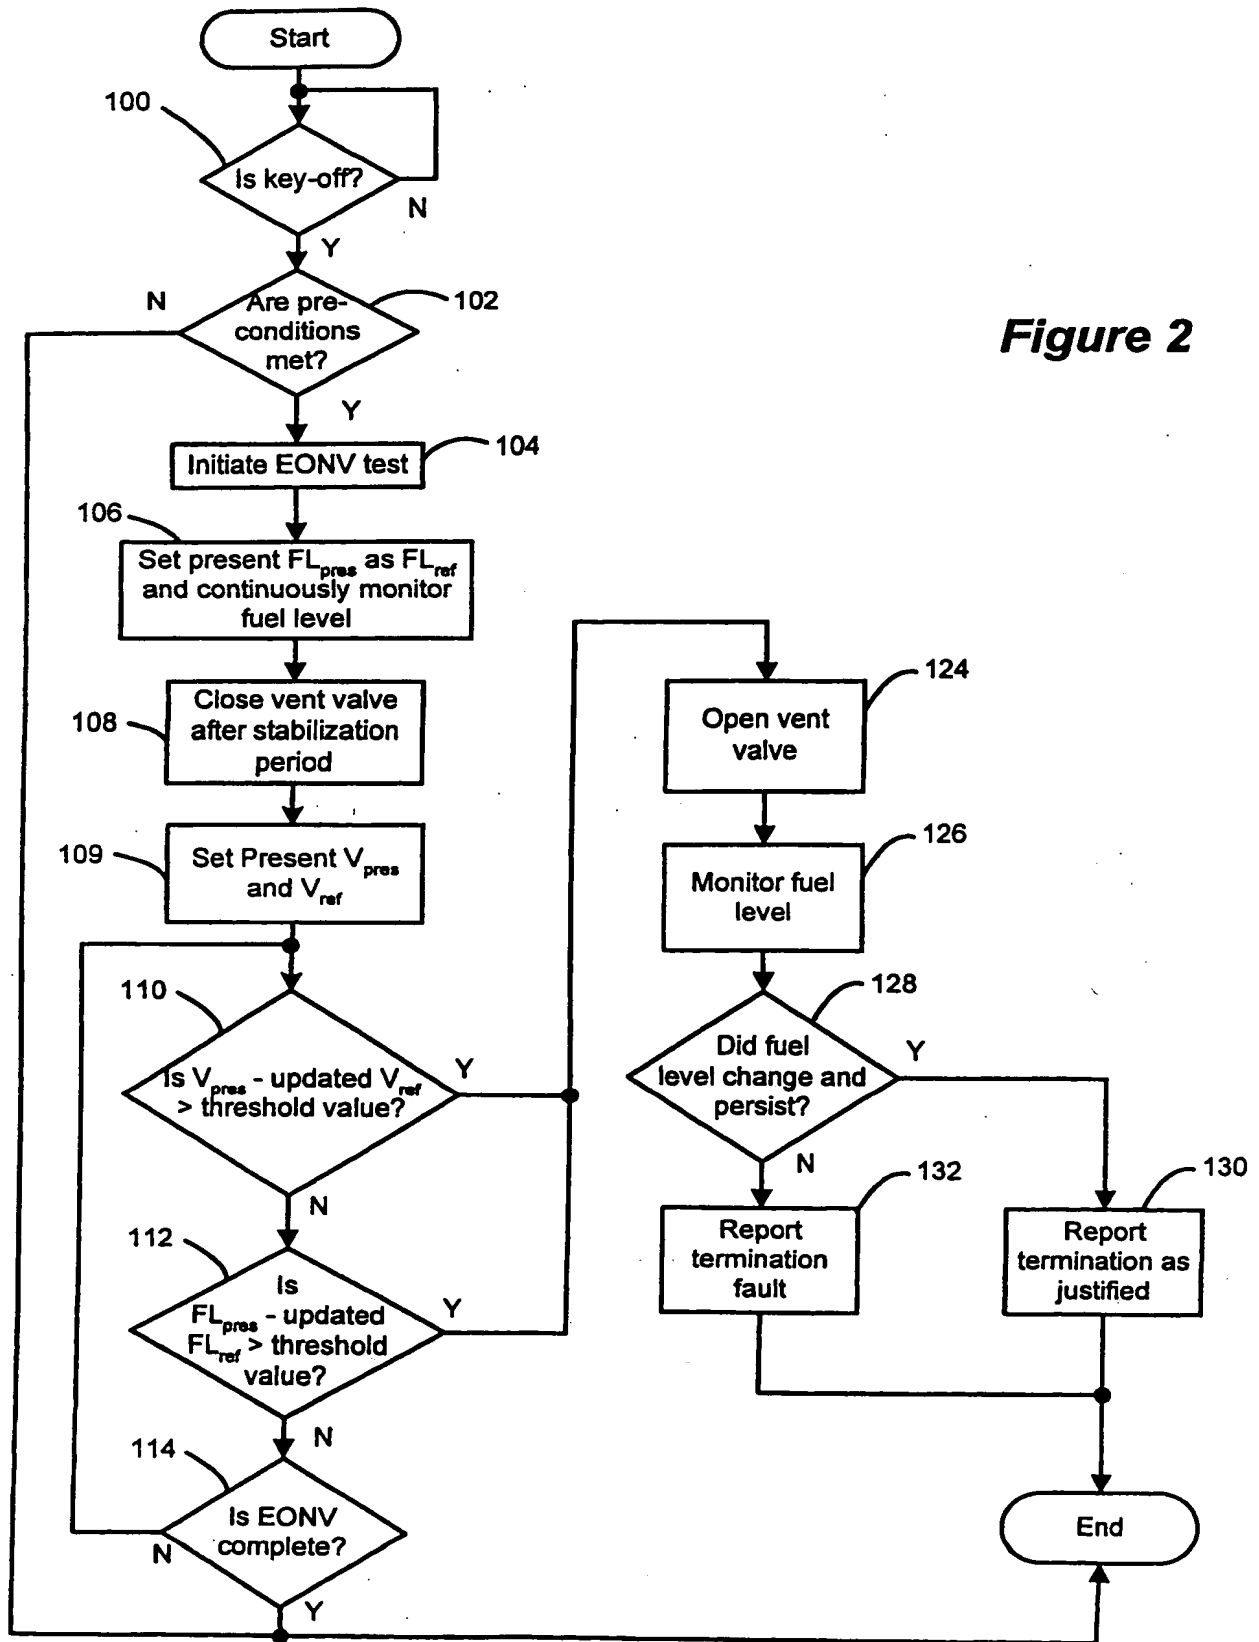 Start
100
Is key-off?
N
Y
N
102
Are pre-
conditions
met?
Figure 2
Y
104
Initiate EONV test
106
Set present FLpres as FLref
and continuously monitor
fuel level
108
Close vent valve
after stabilization
period
109
Set Present Vpres
and Vref
110
Is Vpres - updated Vref
> threshold value?
Y
N
112
Is
FLpres - updated
FLref > threshold
value?
Y
N
114
Is EONV
complete?
N
Y
124
Open vent
valve
126
Monitor fuel
level
128
Did fuel
level change and
persist?
Y
N
132
Report
termination
fault
130
Report
termination as
justified
End